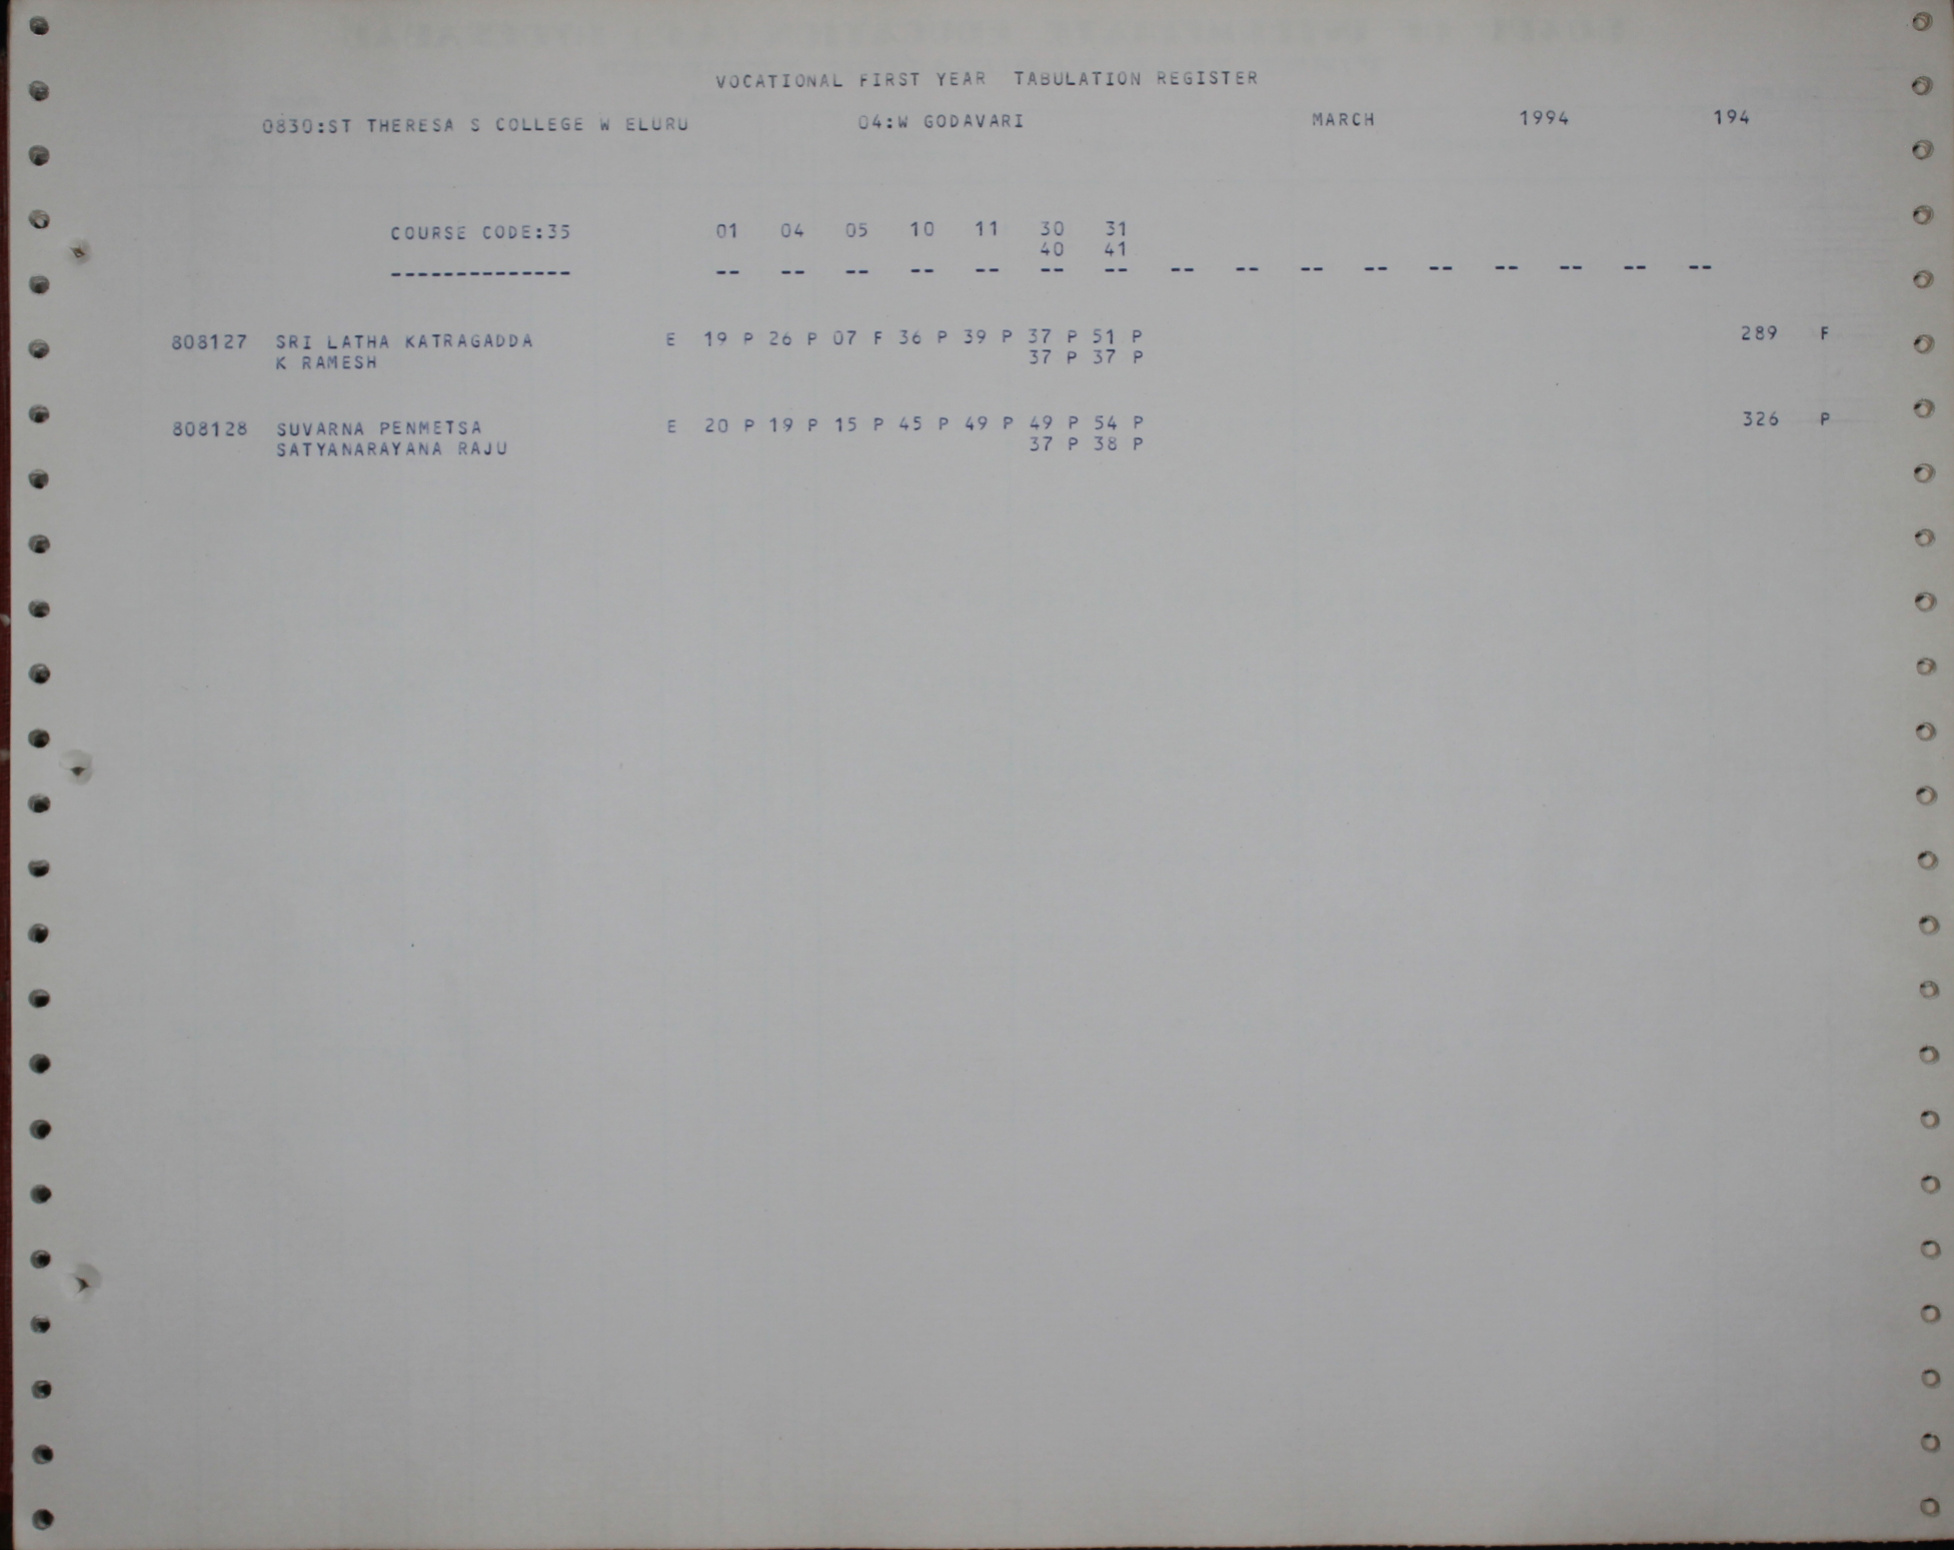 VOCATIONAL FIRST YEAR TABULATION REGISTER
0830:ST THERESA S COLLEGE W ELURU 04:W GODAVARI MARCH 1994 194
COURSE CODE:35 01 04 05 10 11 30 31
40 41
-------------- -- -- -- -- -- -- -- -- -- -- -- -- -- -- -- --
808127 SRI LATHA KATRAGADDA E 19 P 26 P 07 F 36 P 39 P 37 P 51 P 289 F
K RAMESH 37 P 37 P
808128 SUVARNA PENMETSA E 20 P 19 P 15 P 45 P 49 P 49 P 54 P 326 P
SATYANARAYANA RAJU 37 P 38 P